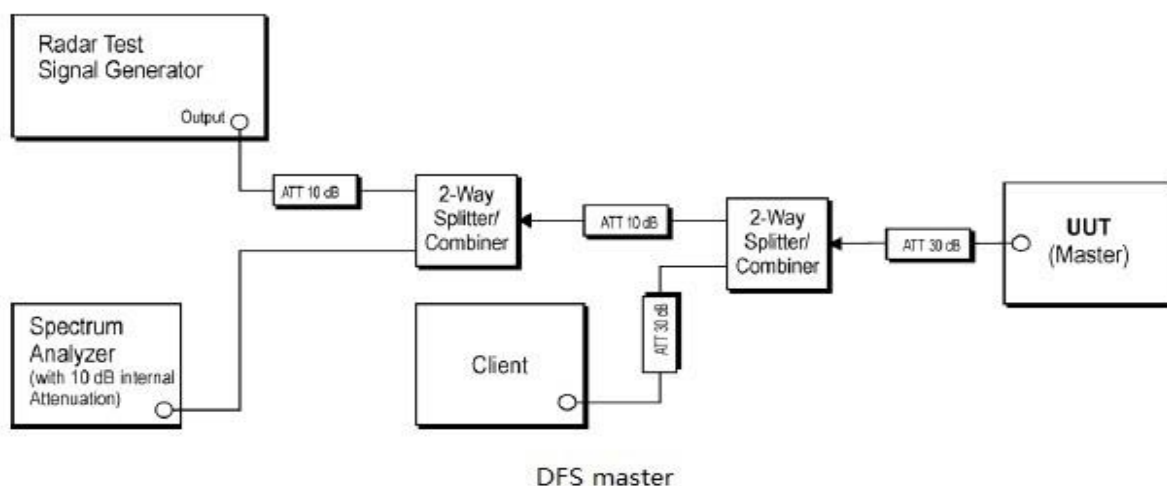 Radar Test
Signal Generator
Output
ATT 10 dB
2-Way
Splitter/
Combiner
ATT 10 dB
2-Way
Splitter/
Combiner
ATT 30 dB
UUT
(Master)
Spectrum
Analyzer
(with 10 dB internal
Attenuation)
Client
ATT 30 dB
DFS master